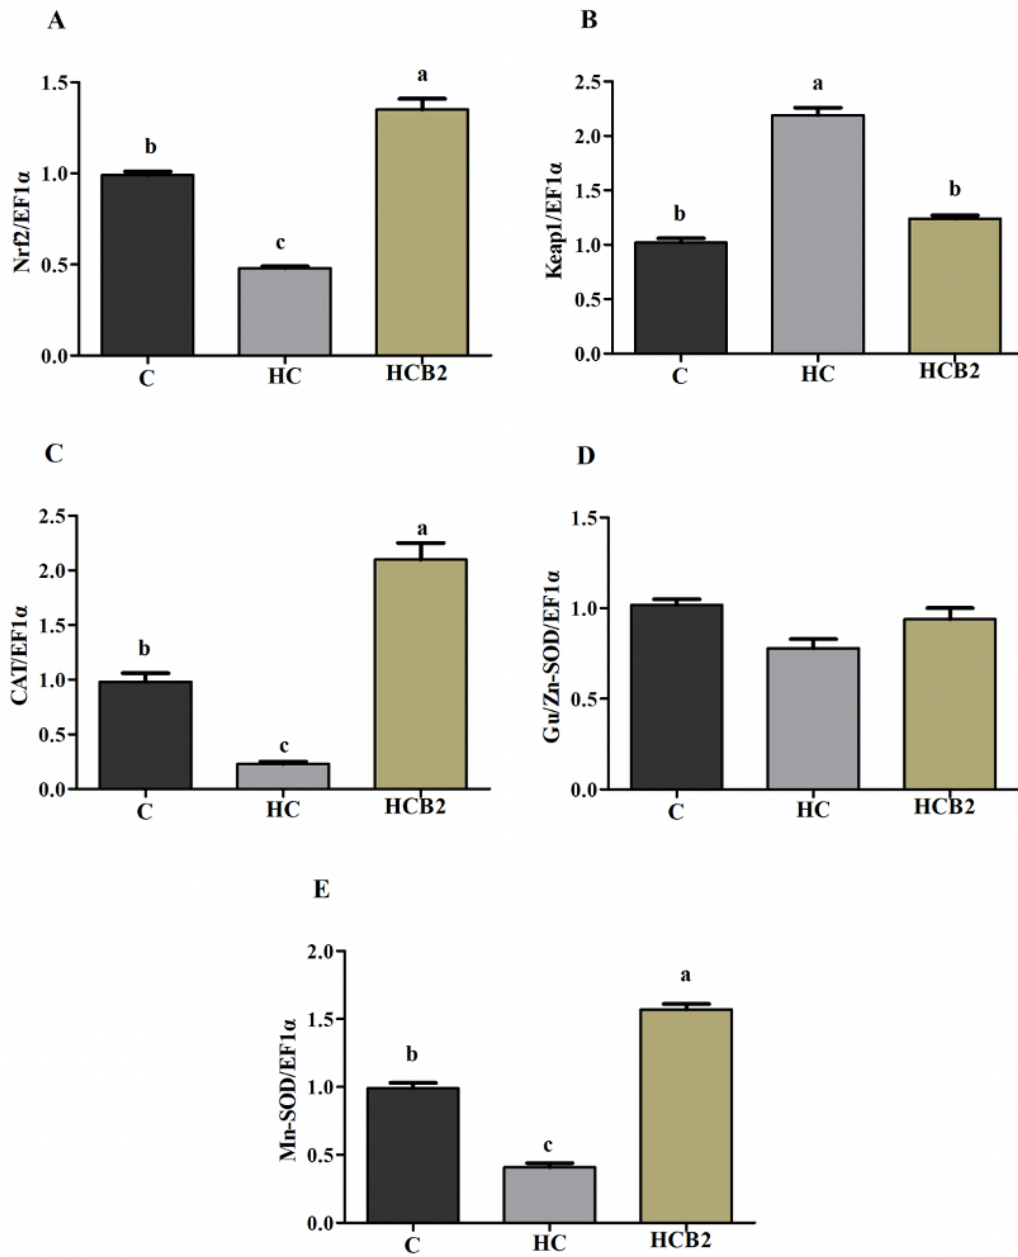 A
Nrf2/EF1α
1.5
1.0
0.5
0.0
b
c
a
C
HC
HCB2
B
Keap1/EF1α
2.5
2.0
1.5
1.0
0.5
0.0
b
a
b
C
HC
HCB2
C
CAT/EF1α
2.5
2.0
1.5
1.0
0.5
0.0
b
c
a
C
HC
HCB2
D
Gu/Zn-SOD/EF1α
1.5
1.0
0.5
0.0
C
HC
HCB2
E
Mn-SOD/EF1α
2.0
1.5
1.0
0.5
0.0
b
c
a
C
HC
HCB2